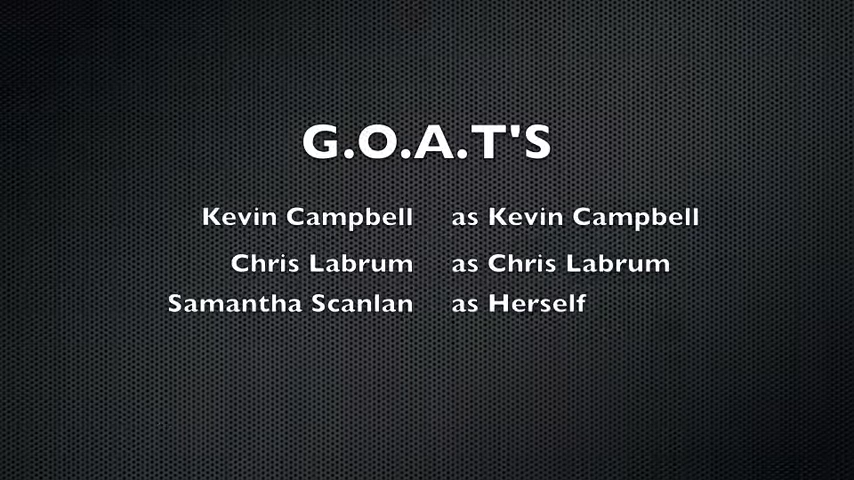 G.O.A.T'S
Kevin Campbell as Kevin Campbell
Chris Labrum as Chris Labrum
Samantha Scanlan as Herself